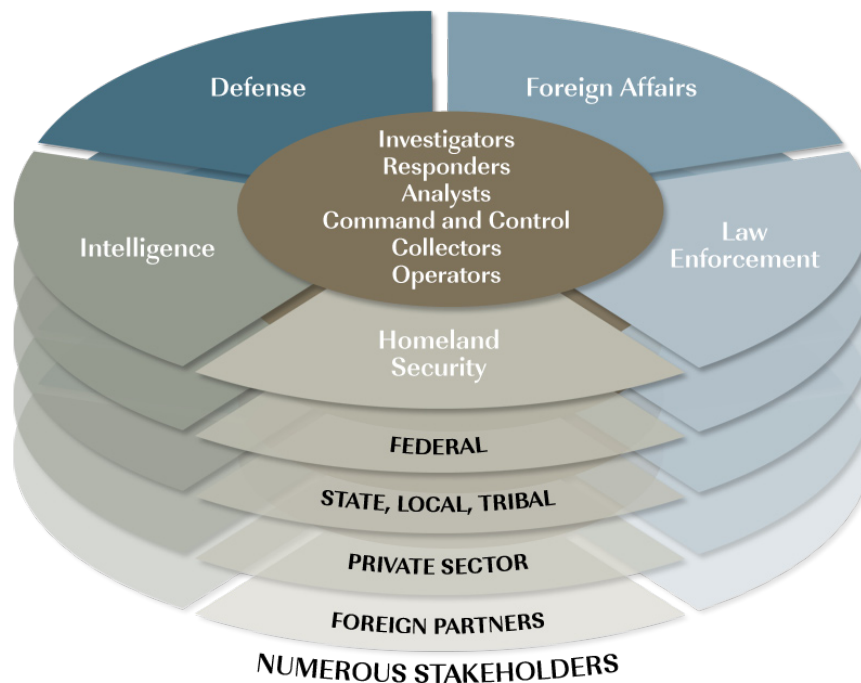 Defense
Foreign Affairs
Investigators
Responders
Analysts
Command and Control
Collectors
Operators
Intelligence
Law
Enforcement
Homeland
Security
FEDERAL
STATE, LOCAL, TRIBAL
PRIVATE SECTOR
FOREIGN PARTNERS
NUMEROUS STAKEHOLDERS